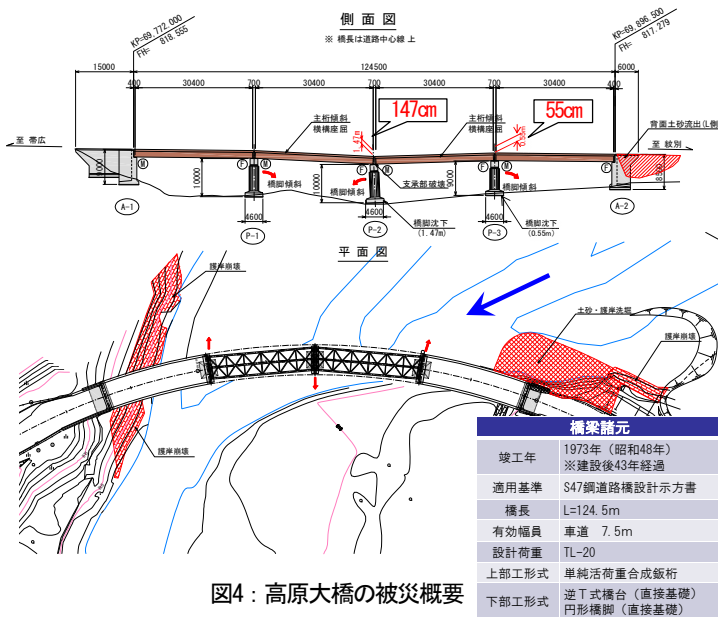 側面図
※ 橋長は道路中心線上
KP=69,772.000
FH= 818.555
KP=69,896.500
FH= 817.279
15000
124500
6000
400
30400
700
30400
700
30400
700
30400
400
147cm
55cm
主桁傾斜
横構座屈
1.47m
主桁傾斜
横構座屈
0.55m
背面土砂流出(L側
至 帯広
至 紋別
F
M
F
M
F
M
F
M
橋脚傾斜
橋脚傾斜
支承部破壊
橋脚傾斜
10000
10000
9000
8500
4600
4600
4600
A-1
P-1
P-2
P-3
A-2
橋脚沈下
(1.47m)
橋脚沈下
(0.55m)
平面図
護岸崩壊
土砂・護岸洗堀
護岸崩壊
護岸崩壊
橋梁諸元
竣工年
1973年（昭和48年）
※建設後43年経過
適用基準
S47鋼道路橋設計示方書
橋長
L=124.5m
有効幅員
車道 7.5m
設計荷重
TL-20
上部工形式
単純活荷重合成鈑桁
下部工形式
逆Ｔ式橋台（直接基礎）
円形橋脚（直接基礎）
図4：高原大橋の被災概要